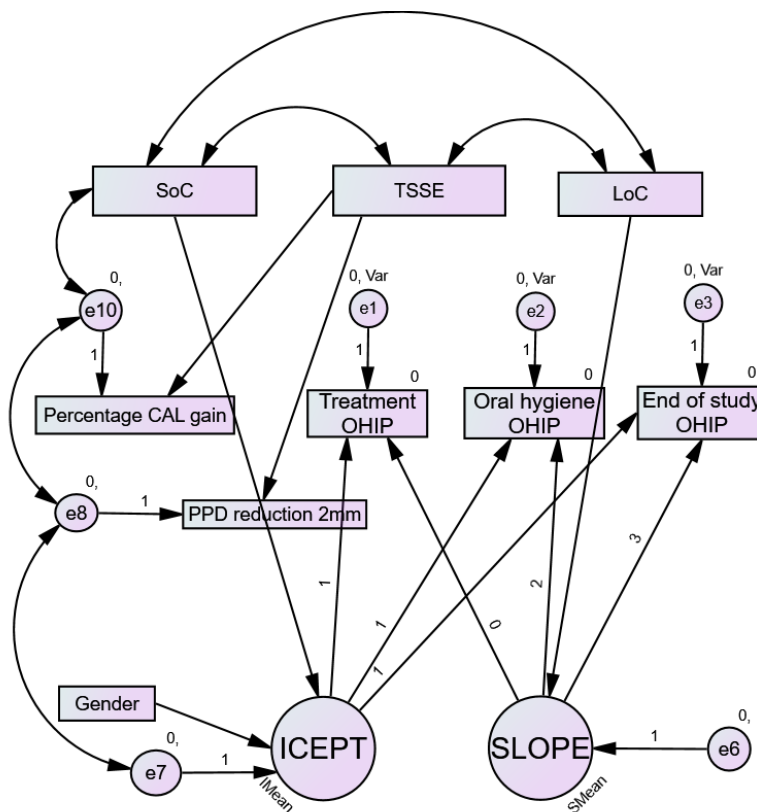 SoC
TSSE
LoC
0,
e10
1
0, Var
e1
1
0
0, Var
e2
1
0
0, Var
e3
1
0
Percentage CAL gain
Treatment
OHIP
Oral hygiene
OHIP
End of study
OHIP
0,
e8
1
PPD reduction 2mm
1
1
1
0
2
3
Gender
0,
e7
1
ICEPT
IMean
SLOPE
SMean
1
0,
e6